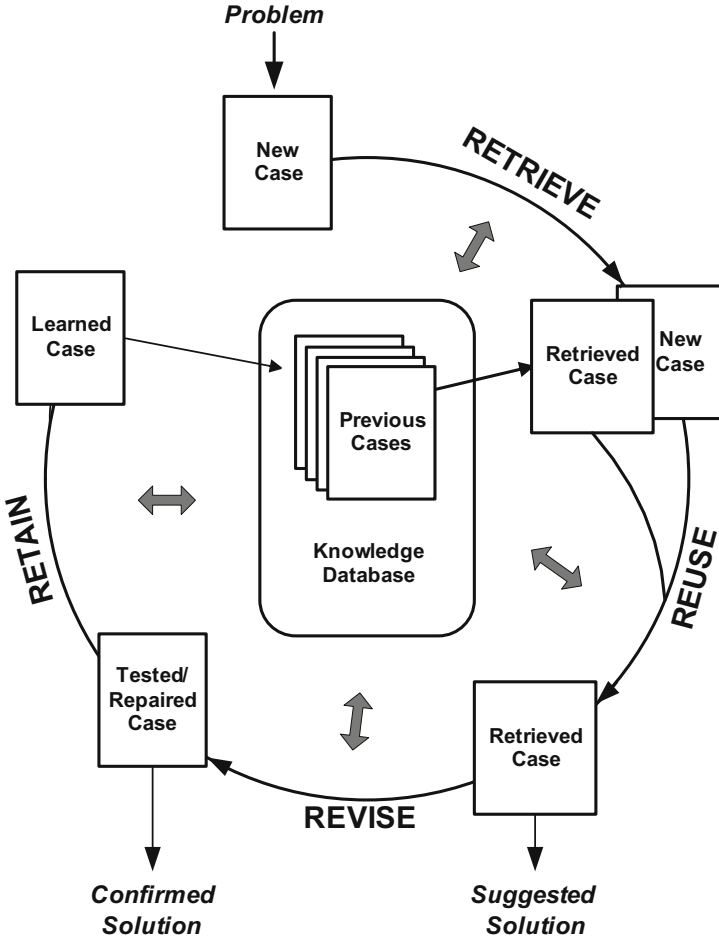 Problem
New
Case
RETRIEVE
Learned
Case
Retrieved
Case
New
Case
Previous
Cases
Knowledge
Database
RETAIN
REUSE
Tested/
Repaired
Case
Retrieved
Case
REVISE
Confirmed
Solution
Suggested
Solution